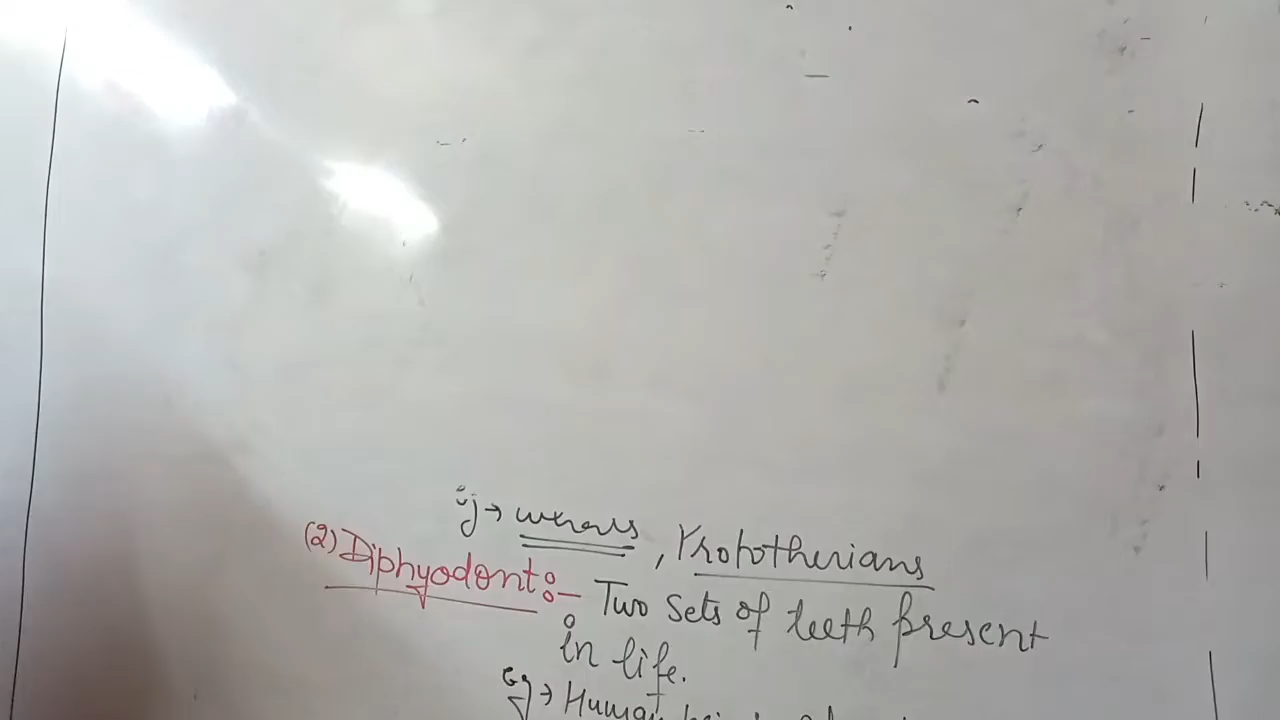 eg → whales, Prototherians
(2) Diphyodont :– Two sets of teeth present
in life.
Eg → Human